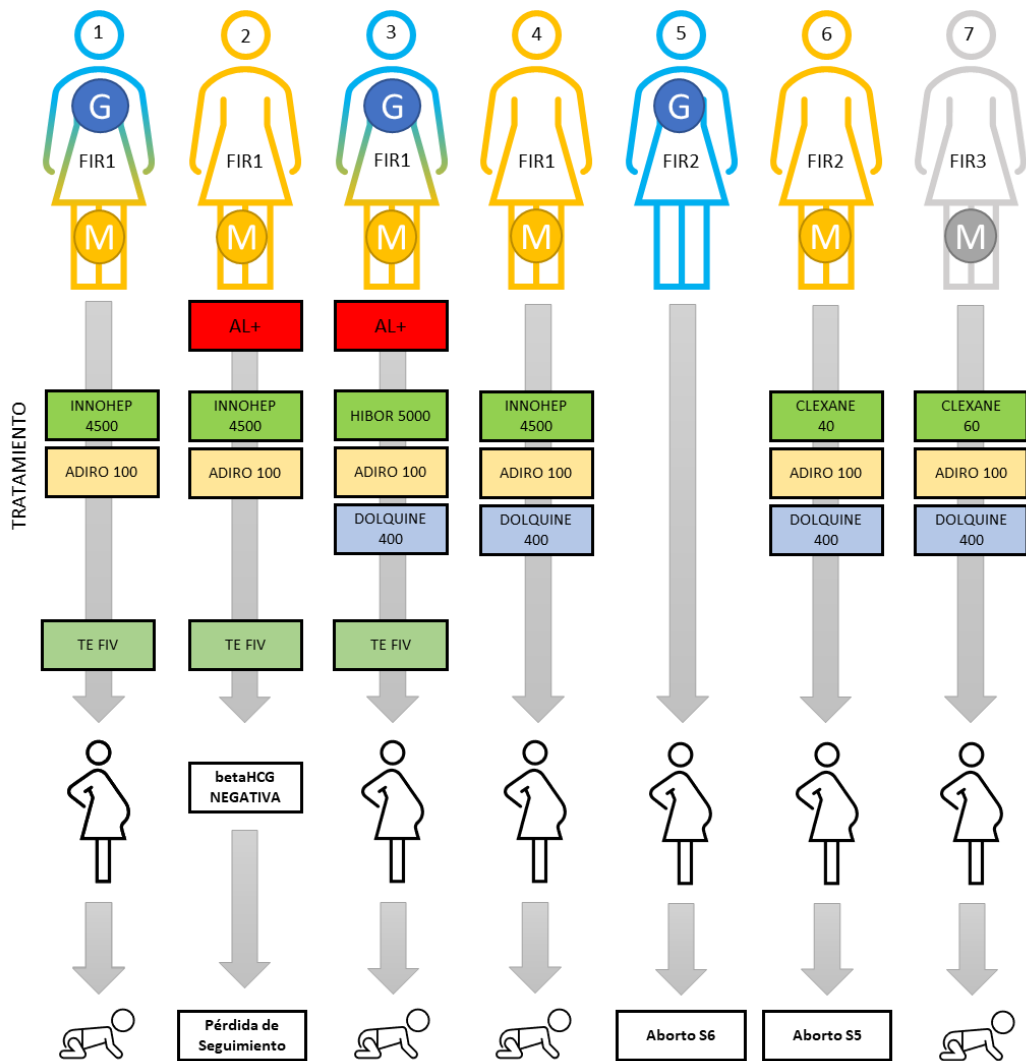 1 2 3 4 5 6 7
G G G
FIR1 FIR1 FIR1 FIR1 FIR2 FIR2 FIR3
M M M M M M
AL+ AL+
TRATAMIENTO
INNOHEP INNOHEP HIBOR 5000 INNOHEP CLEXANE CLEXANE
4500 4500 4500 40 60
ADIRO 100 ADIRO 100 ADIRO 100 ADIRO 100 ADIRO 100 ADIRO 100
DOLQUINE DOLQUINE DOLQUINE DOLQUINE
400 400 400 400
TE FIV TE FIV TE FIV
betaHCG
NEGATIVA
Pérdida de
Seguimiento
Aborto S6 Aborto S5